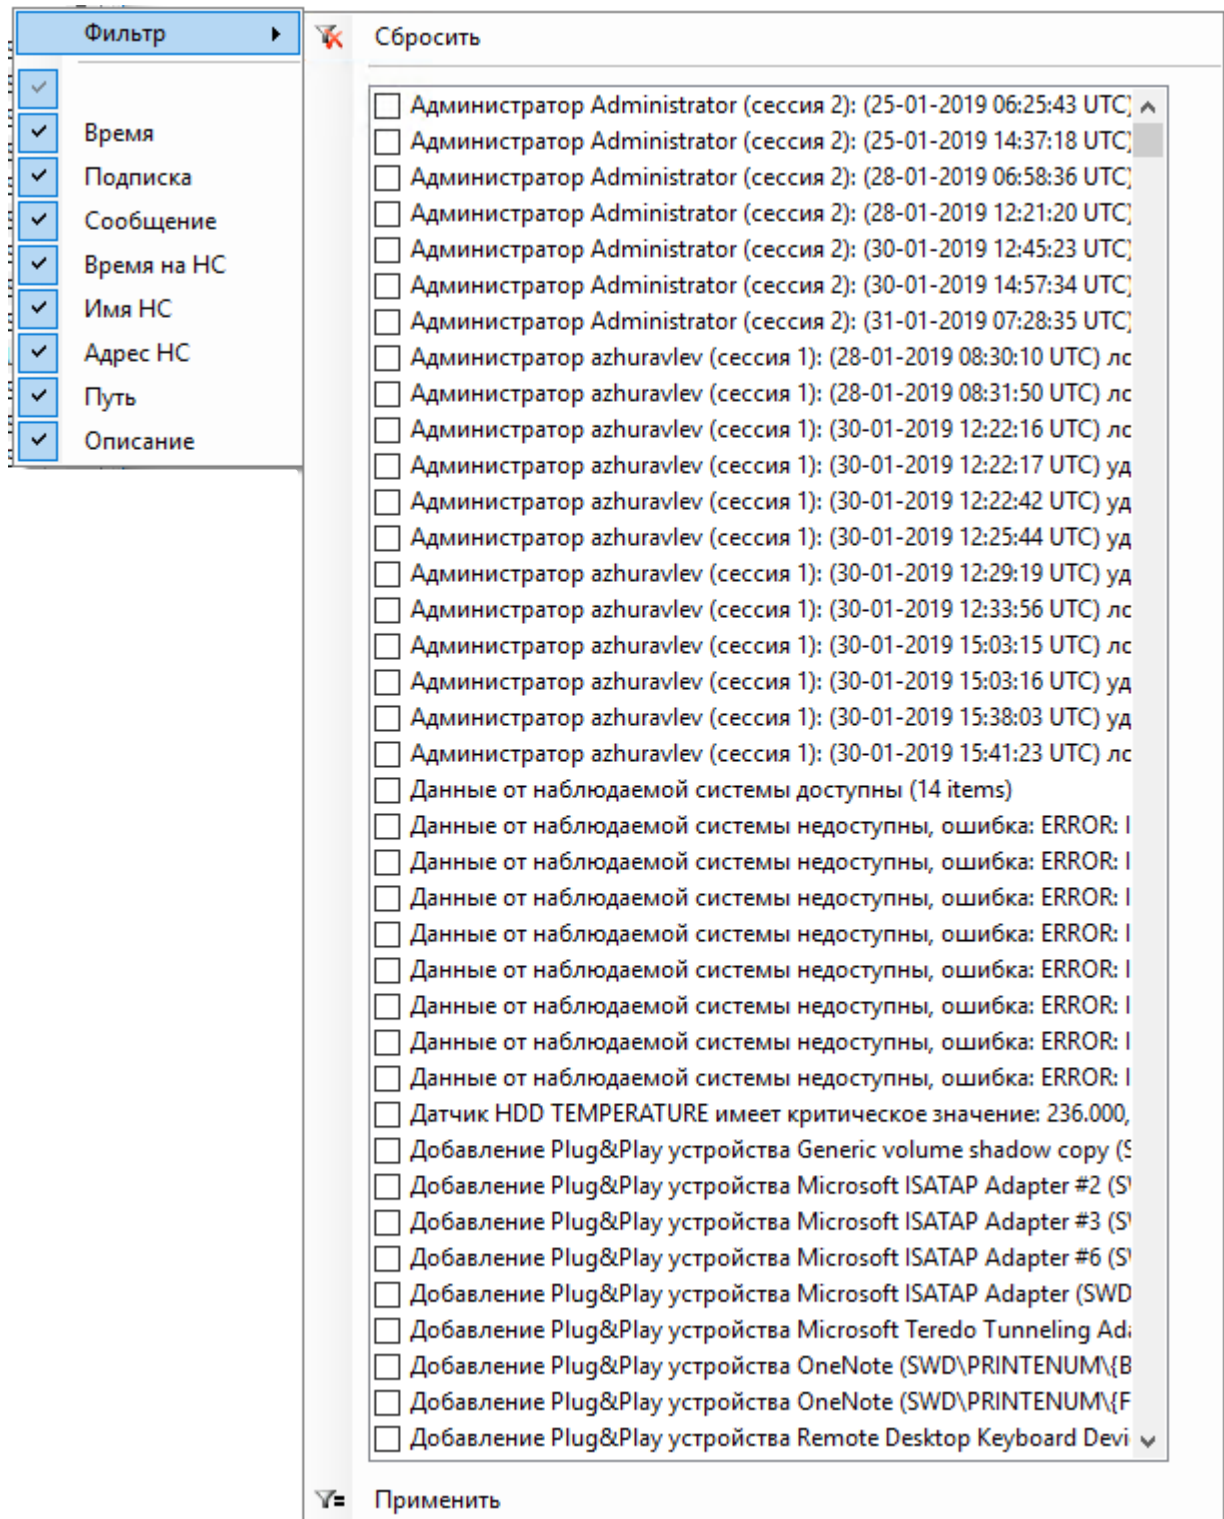 Фильтр
Время
Подписка
Сообщение
Время на НС
Имя НС
Адрес НС
Путь
Описание
Сбросить
Администратор Administrator (сессия 2): (25-01-2019 06:25:43 UTC)
Администратор Administrator (сессия 2): (25-01-2019 14:37:18 UTC)
Администратор Administrator (сессия 2): (28-01-2019 06:58:36 UTC)
Администратор Administrator (сессия 2): (28-01-2019 12:21:20 UTC)
Администратор Administrator (сессия 2): (30-01-2019 12:45:23 UTC)
Администратор Administrator (сессия 2): (30-01-2019 14:57:34 UTC)
Администратор Administrator (сессия 2): (31-01-2019 07:28:35 UTC)
Администратор azhuravlev (сессия 1): (28-01-2019 08:30:10 UTC) лс
Администратор azhuravlev (сессия 1): (28-01-2019 08:31:50 UTC) лс
Администратор azhuravlev (сессия 1): (30-01-2019 12:22:16 UTC) лс
Администратор azhuravlev (сессия 1): (30-01-2019 12:22:17 UTC) уд
Администратор azhuravlev (сессия 1): (30-01-2019 12:22:42 UTC) уд
Администратор azhuravlev (сессия 1): (30-01-2019 12:25:44 UTC) уд
Администратор azhuravlev (сессия 1): (30-01-2019 12:29:19 UTC) уд
Администратор azhuravlev (сессия 1): (30-01-2019 12:33:56 UTC) лс
Администратор azhuravlev (сессия 1): (30-01-2019 15:03:15 UTC) лс
Администратор azhuravlev (сессия 1): (30-01-2019 15:03:16 UTC) уд
Администратор azhuravlev (сессия 1): (30-01-2019 15:38:03 UTC) уд
Администратор azhuravlev (сессия 1): (30-01-2019 15:41:23 UTC) лс
Данные от наблюдаемой системы доступны (14 items)
Данные от наблюдаемой системы недоступны, ошибка: ERROR: I
Данные от наблюдаемой системы недоступны, ошибка: ERROR: I
Данные от наблюдаемой системы недоступны, ошибка: ERROR: I
Данные от наблюдаемой системы недоступны, ошибка: ERROR: I
Данные от наблюдаемой системы недоступны, ошибка: ERROR: I
Данные от наблюдаемой системы недоступны, ошибка: ERROR: I
Данные от наблюдаемой системы недоступны, ошибка: ERROR: I
Данные от наблюдаемой системы недоступны, ошибка: ERROR: I
Датчик HDD TEMPERATURE имеет критическое значение: 236.000,
Добавление Plug&Play устройства Generic volume shadow copy (S
Добавление Plug&Play устройства Microsoft ISATAP Adapter #2 (S
Добавление Plug&Play устройства Microsoft ISATAP Adapter #3 (S
Добавление Plug&Play устройства Microsoft ISATAP Adapter #6 (S
Добавление Plug&Play устройства Microsoft ISATAP Adapter (SWD
Добавление Plug&Play устройства Microsoft Teredo Tunneling Ada
Добавление Plug&Play устройства OneNote (SWD\PRINTENUM\{B
Добавление Plug&Play устройства OneNote (SWD\PRINTENUM\{F
Добавление Plug&Play устройства Remote Desktop Keyboard Devi
Применить